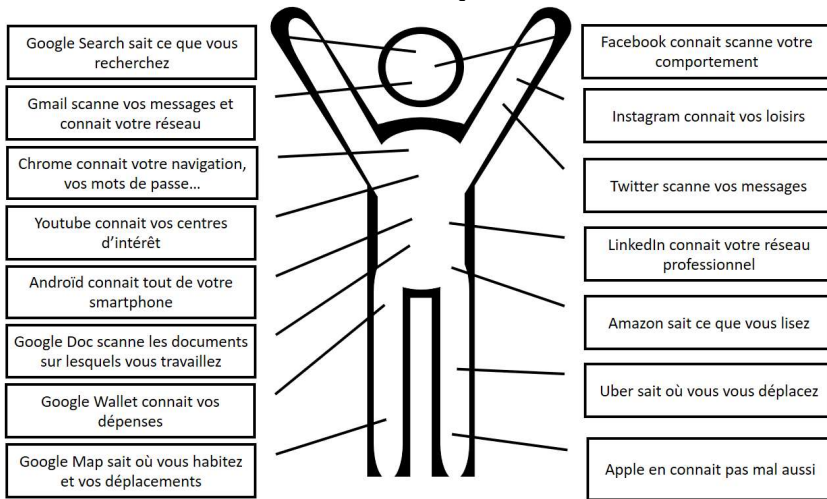 Google Search sait ce que vous
recherchez
Gmail scanne vos messages et
connait votre réseau
Chrome connait votre navigation,
vos mots de passe…
Youtube connait vos centres
d’intérêt
Androïd connait tout de votre
smartphone
Google Doc scanne les documents
sur lesquels vous travaillez
Google Wallet connait vos
dépenses
Google Map sait où vous habitez
et vos déplacements
Facebook connait scanne votre
comportement
Instagram connait vos loisirs
Twitter scanne vos messages
LinkedIn connait votre réseau
professionnel
Amazon sait ce que vous lisez
Uber sait où vous vous déplacez
Apple en connait pas mal aussi